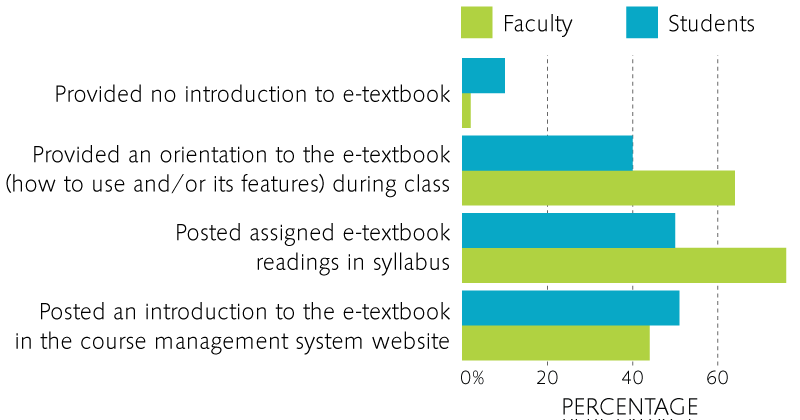 Faculty
Students
Provided no introduction to e-textbook
Provided an orientation to the e-textbook
(how to use and/or its features) during class
Posted assigned e-textbook
readings in syllabus
Posted an introduction to the e-textbook
in the course management system website
0%
20
40
60
PERCENTAGE